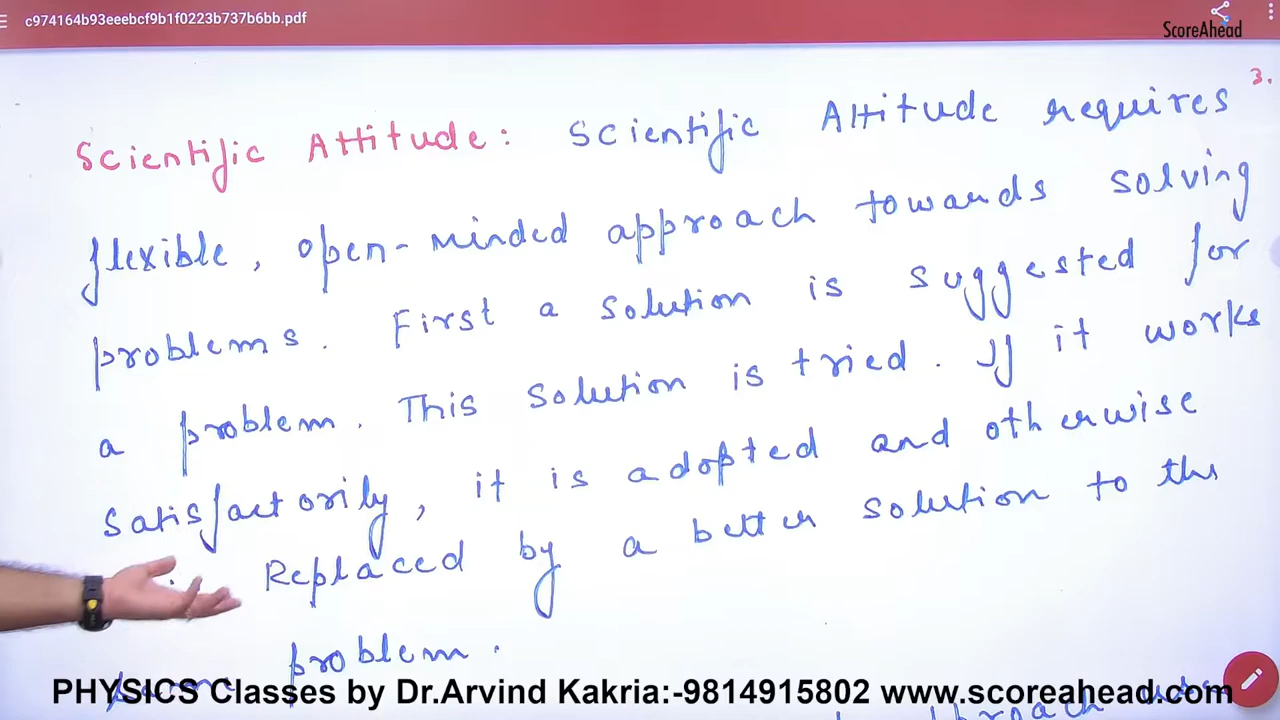 c974164b93eeebcf9b1f0223b737b6bb.pdf
ScoreAhead
3.
Scientific Attitude: Scientific Attitude requires
flexible, open-minded approach towards solving
problems. First a solution is suggested for
a problem. This solution is tried. If it works
satisfactorily, it is adopted and otherwise
Replaced by a better solution to the
problem.
PHYSICS Classes by Dr.Arvind Kakria:-9814915802 www.scoreahead.com